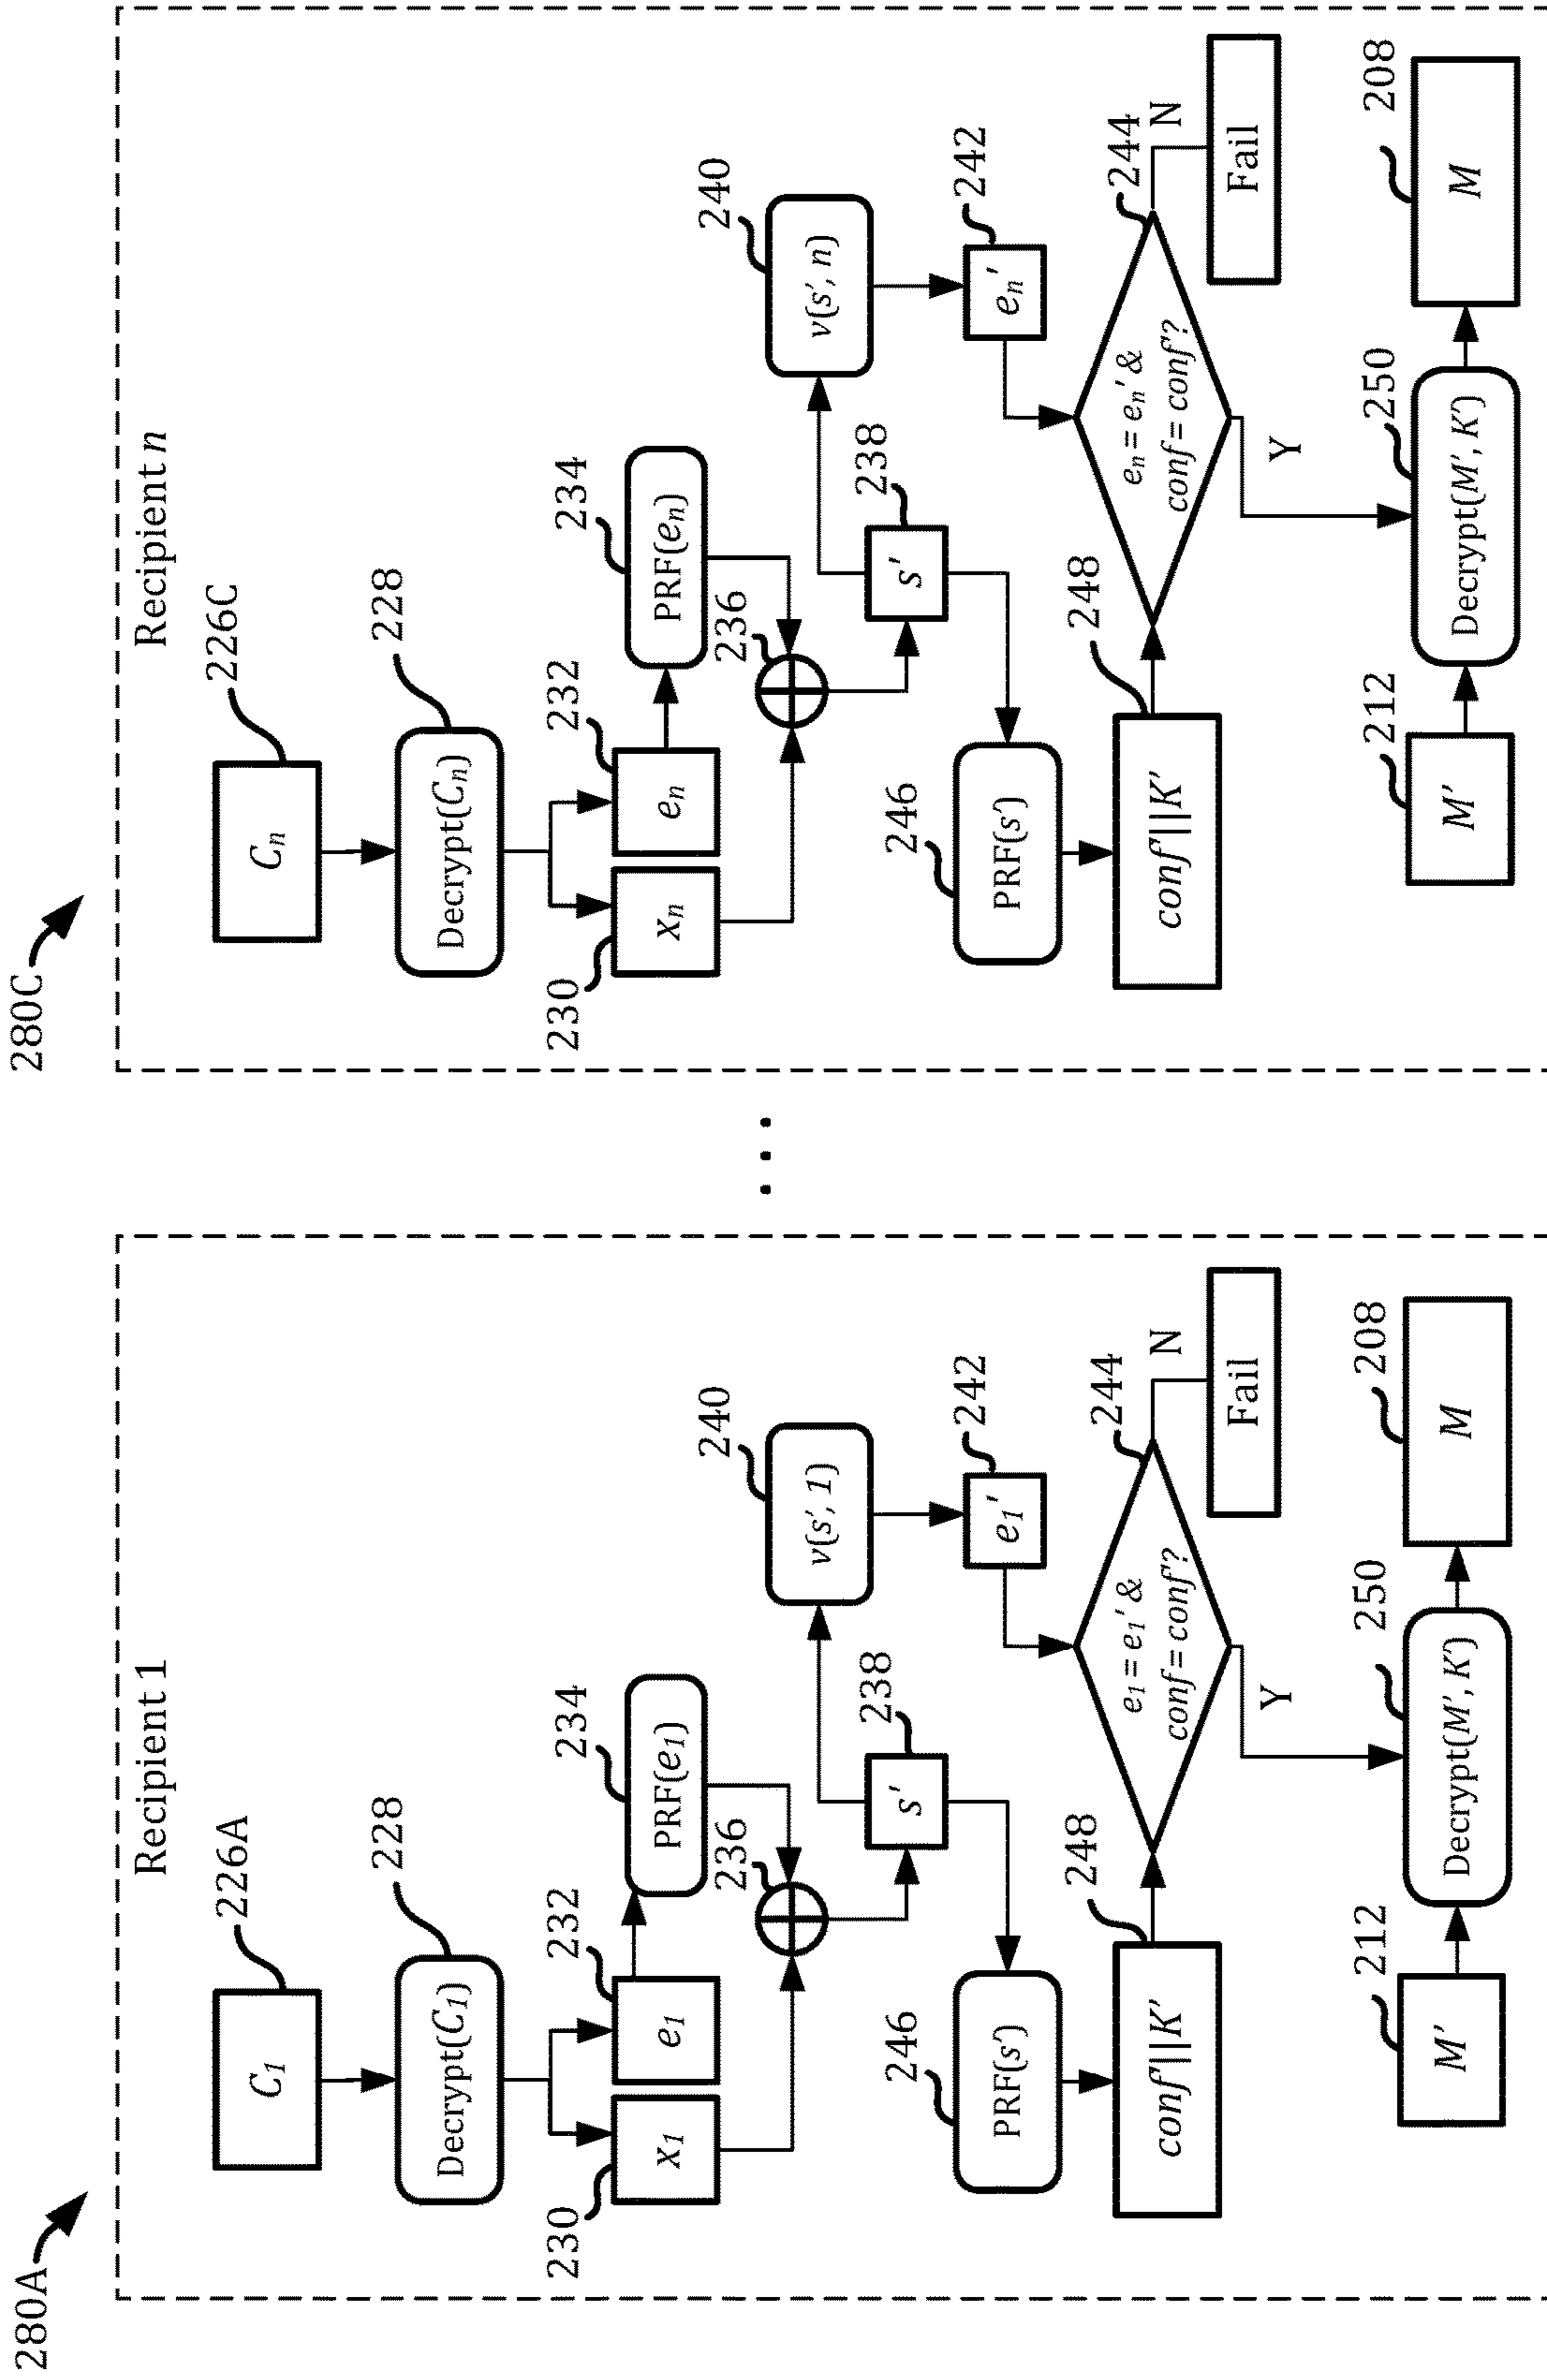 280A
Recipient 1
C₁
226A
Decrypt(C₁)
228
230
x₁
e₁
232
PRF(e₁)
234
236
s'
238
v(s', 1)
240
e₁'
242
246
PRF(s')
conf'||K'
248
e₁ = e₁' &
conf = conf'?
244
N
Fail
Y
M'
212
Decrypt(M', K')
250
M
208
...
280C
Recipient n
Cₙ
226C
Decrypt(Cₙ)
228
230
xₙ
eₙ
232
PRF(eₙ)
234
236
s'
238
v(s', n)
240
eₙ'
242
246
PRF(s')
conf'||K'
248
eₙ = eₙ' &
conf = conf'?
244
N
Fail
Y
M'
212
Decrypt(M', K')
250
M
208